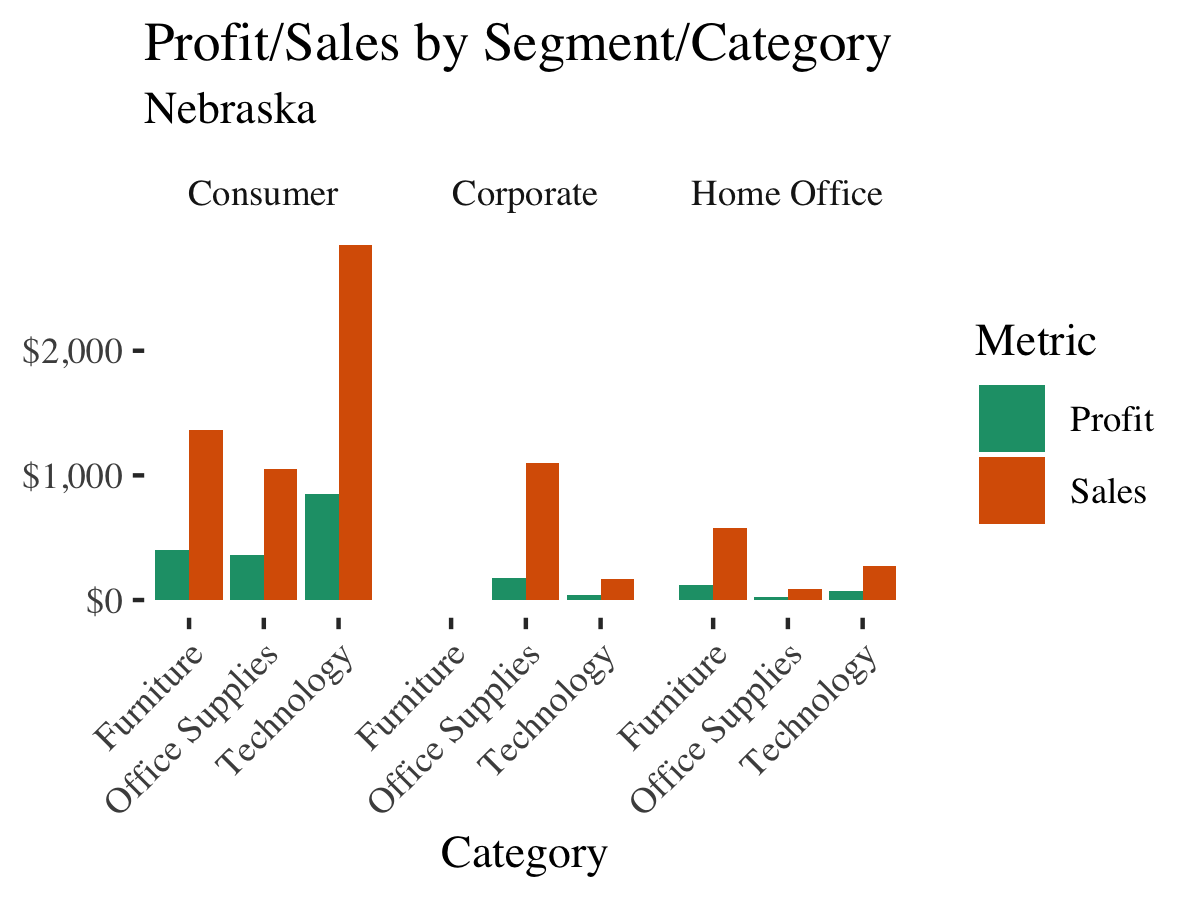 Profit/Sales by Segment/Category
Nebraska
Consumer
Corporate
Home Office
$2,000
$1,000
$0
Furniture
Office Supplies
Technology
Furniture
Office Supplies
Technology
Furniture
Office Supplies
Technology
Category
Metric
Profit
Sales